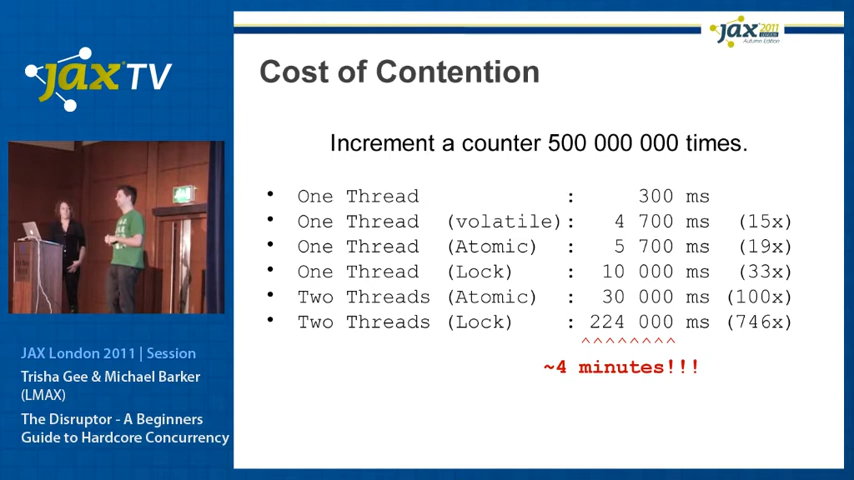 jax 2011
LONDON
Autumn Edition
JAX TV
Cost of Contention
Increment a counter 500 000 000 times.
• One Thread : 300 ms
• One Thread (volatile): 4 700 ms (15x)
• One Thread (Atomic) : 5 700 ms (19x)
• One Thread (Lock) : 10 000 ms (33x)
• Two Threads (Atomic) : 30 000 ms (100x)
• Two Threads (Lock) : 224 000 ms (746x)
^^^^^^^^
~4 minutes!!!
JAX London 2011 | Session
Trisha Gee & Michael Barker
(LMAX)
The Disruptor - A Beginners
Guide to Hardcore Concurrency